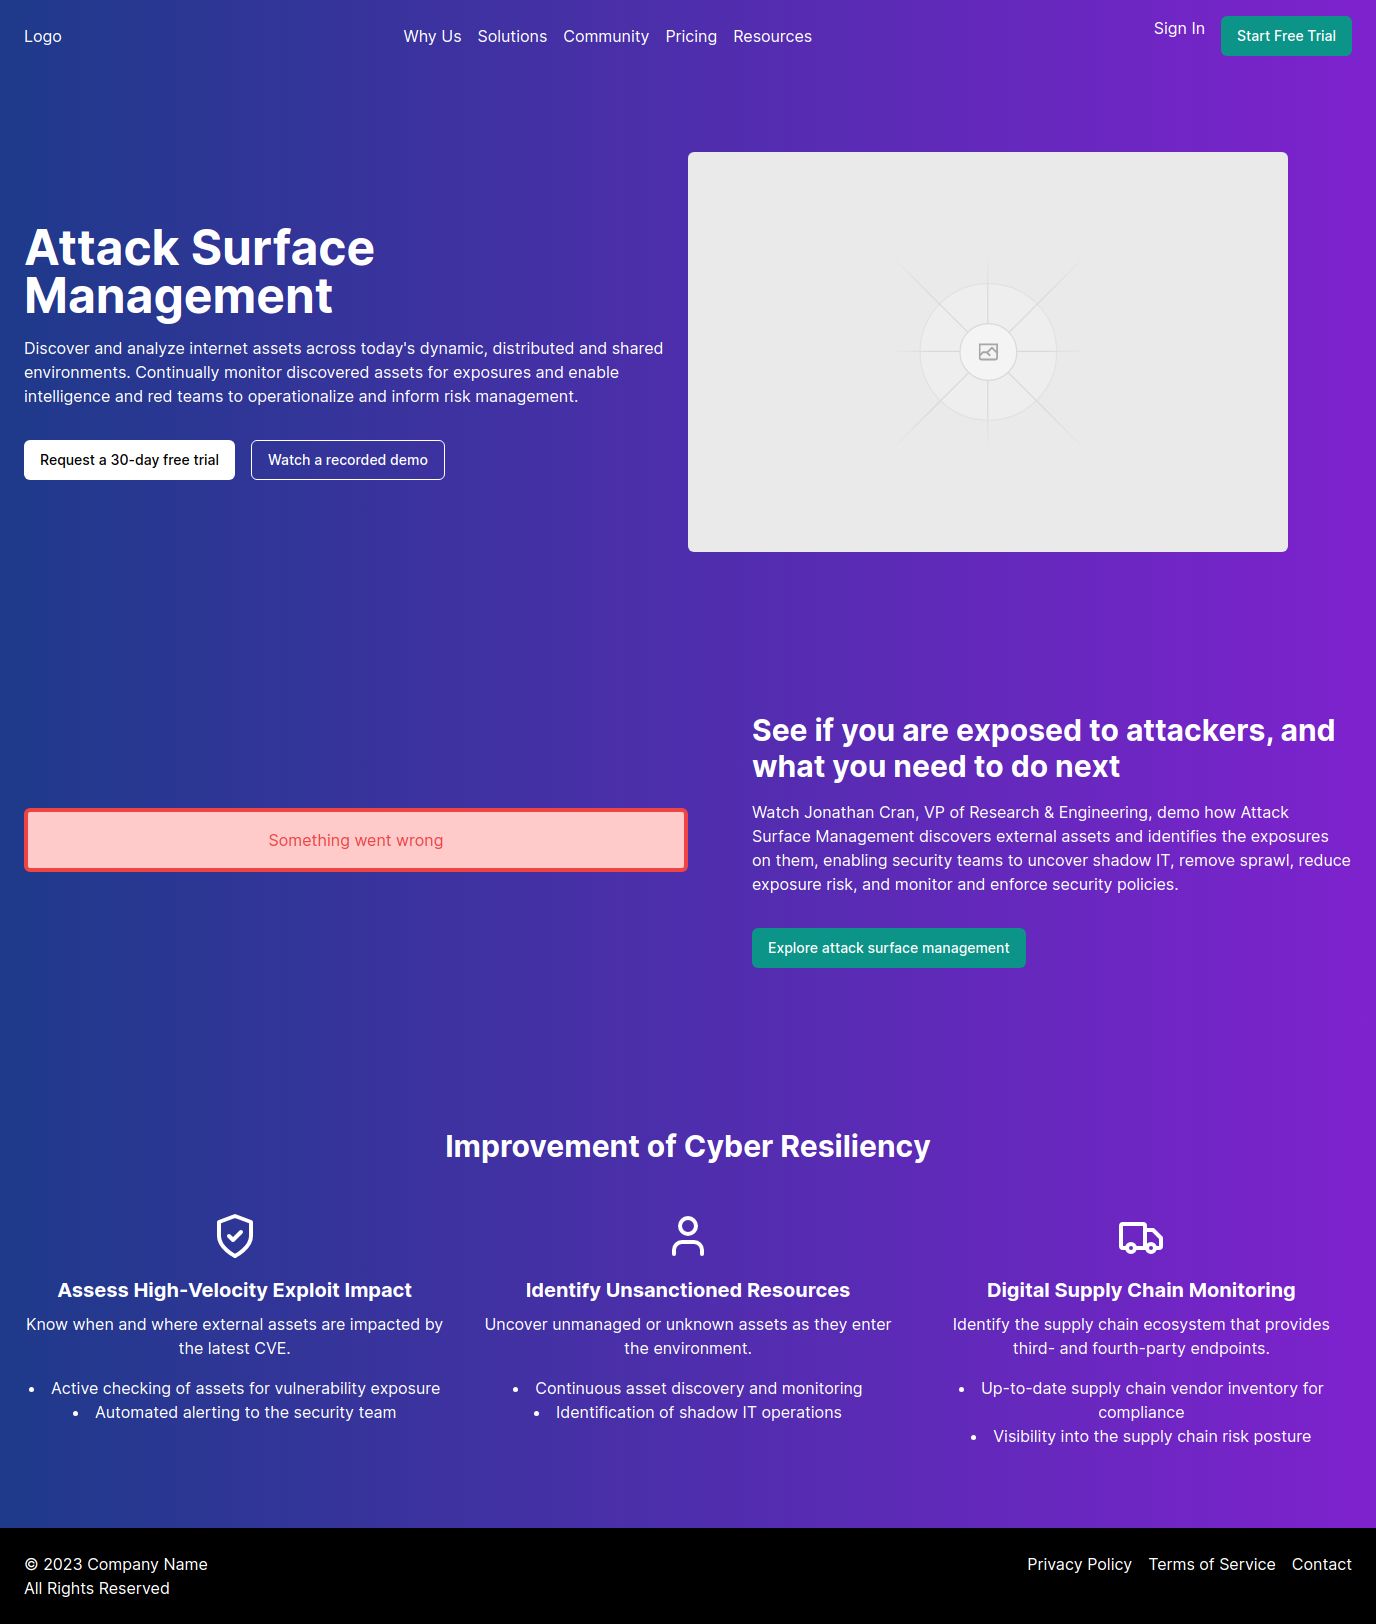 Logo
Why Us Solutions Community Pricing Resources
Sign In
Start Free Trial
Attack Surface
Management
Discover and analyze internet assets across today's dynamic, distributed and shared
environments. Continually monitor discovered assets for exposures and enable
intelligence and red teams to operationalize and inform risk management.
Request a 30-day free trial
Watch a recorded demo
Something went wrong
See if you are exposed to attackers, and
what you need to do next
Watch Jonathan Cran, VP of Research & Engineering, demo how Attack
Surface Management discovers external assets and identifies the exposures
on them, enabling security teams to uncover shadow IT, remove sprawl, reduce
exposure risk, and monitor and enforce security policies.
Explore attack surface management
Improvement of Cyber Resiliency
Assess High-Velocity Exploit Impact
Know when and where external assets are impacted by
the latest CVE.
• Active checking of assets for vulnerability exposure
• Automated alerting to the security team
Identify Unsanctioned Resources
Uncover unmanaged or unknown assets as they enter
the environment.
• Continuous asset discovery and monitoring
• Identification of shadow IT operations
Digital Supply Chain Monitoring
Identify the supply chain ecosystem that provides
third- and fourth-party endpoints.
• Up-to-date supply chain vendor inventory for
compliance
• Visibility into the supply chain risk posture
© 2023 Company Name
All Rights Reserved
Privacy Policy Terms of Service Contact